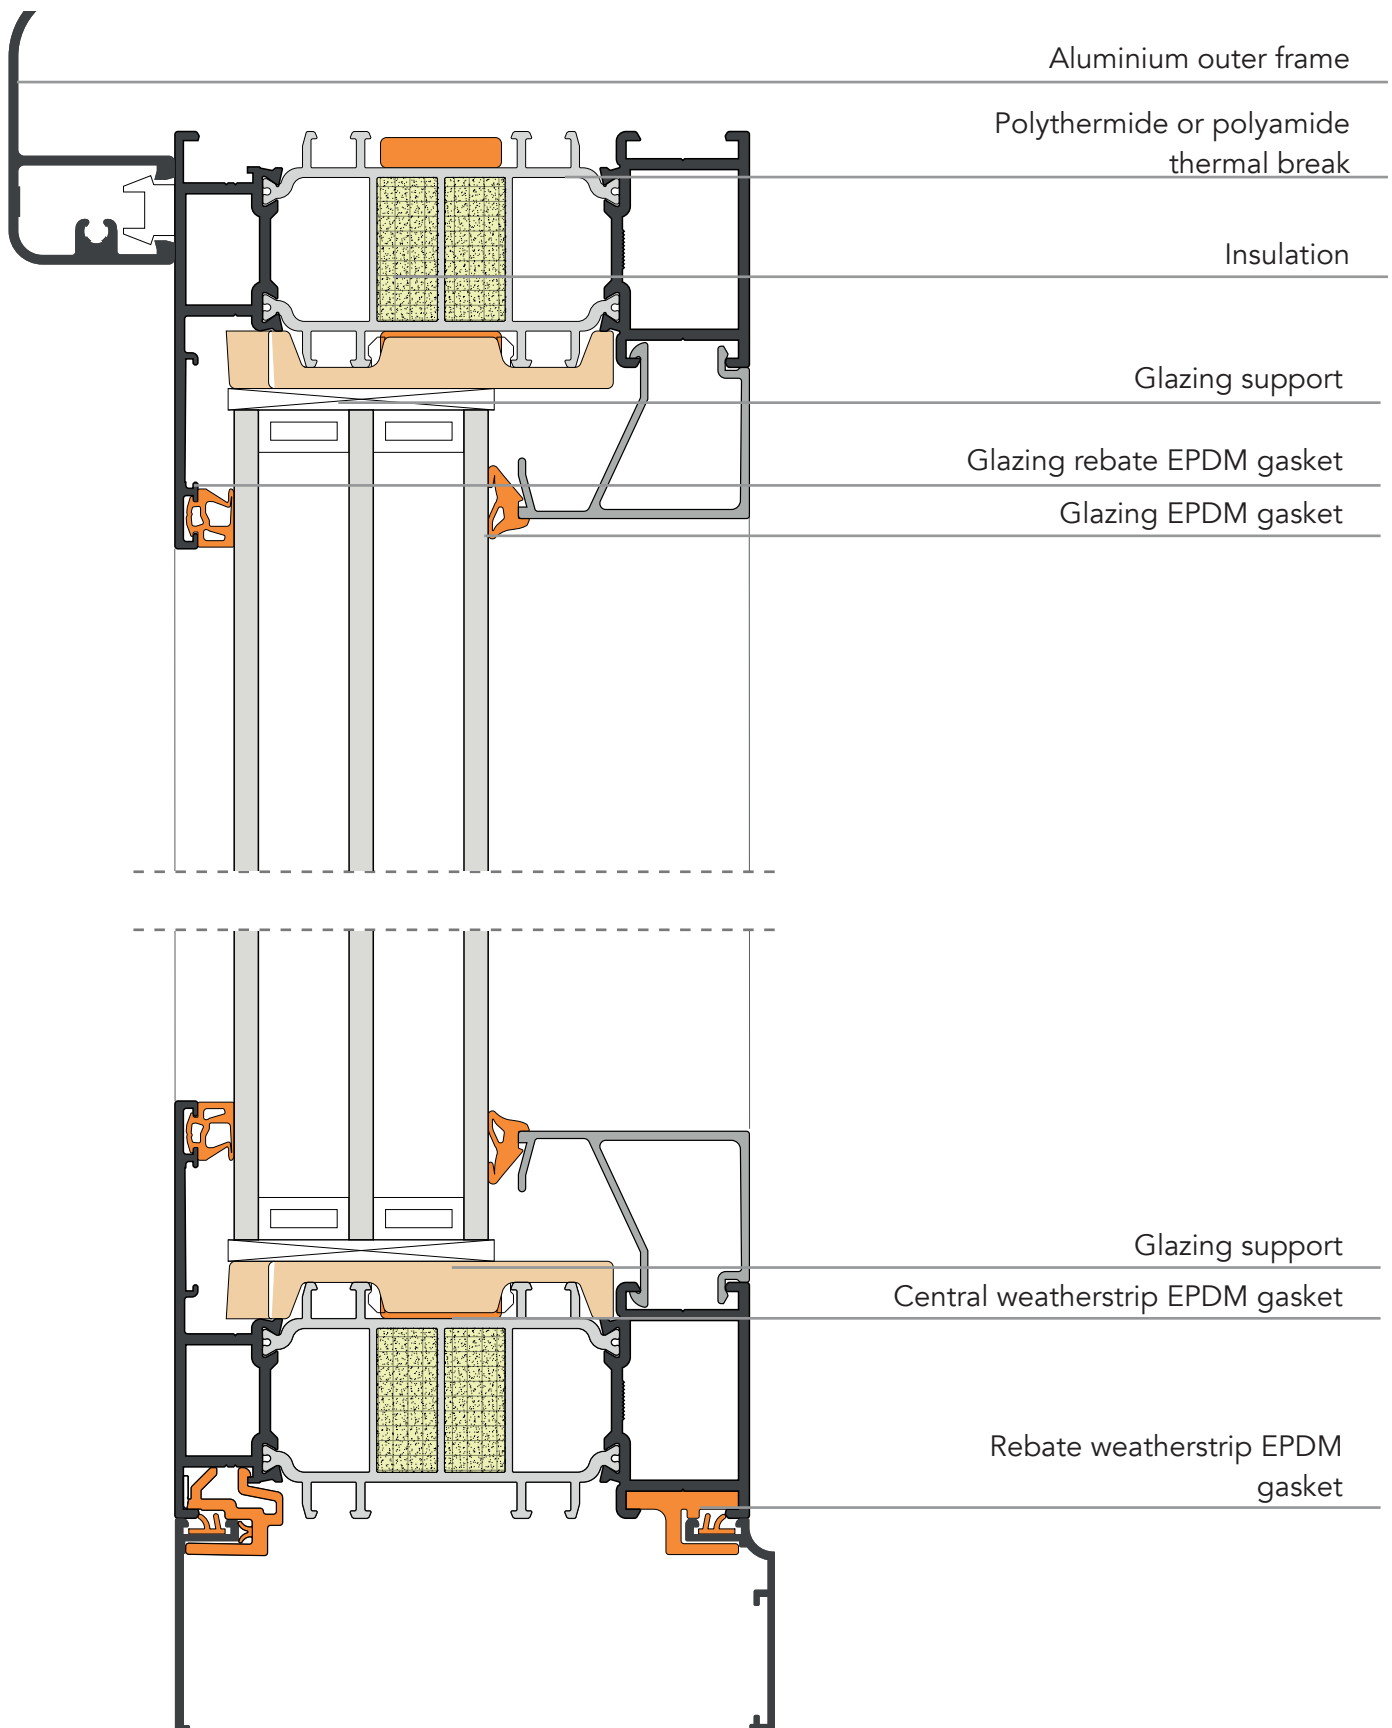 Aluminium outer frame
Polythermide or polyamide
thermal break
Insulation
Glazing support
Glazing rebate EPDM gasket
Glazing EPDM gasket
Glazing support
Central weatherstrip EPDM gasket
Rebate weatherstrip EPDM
gasket